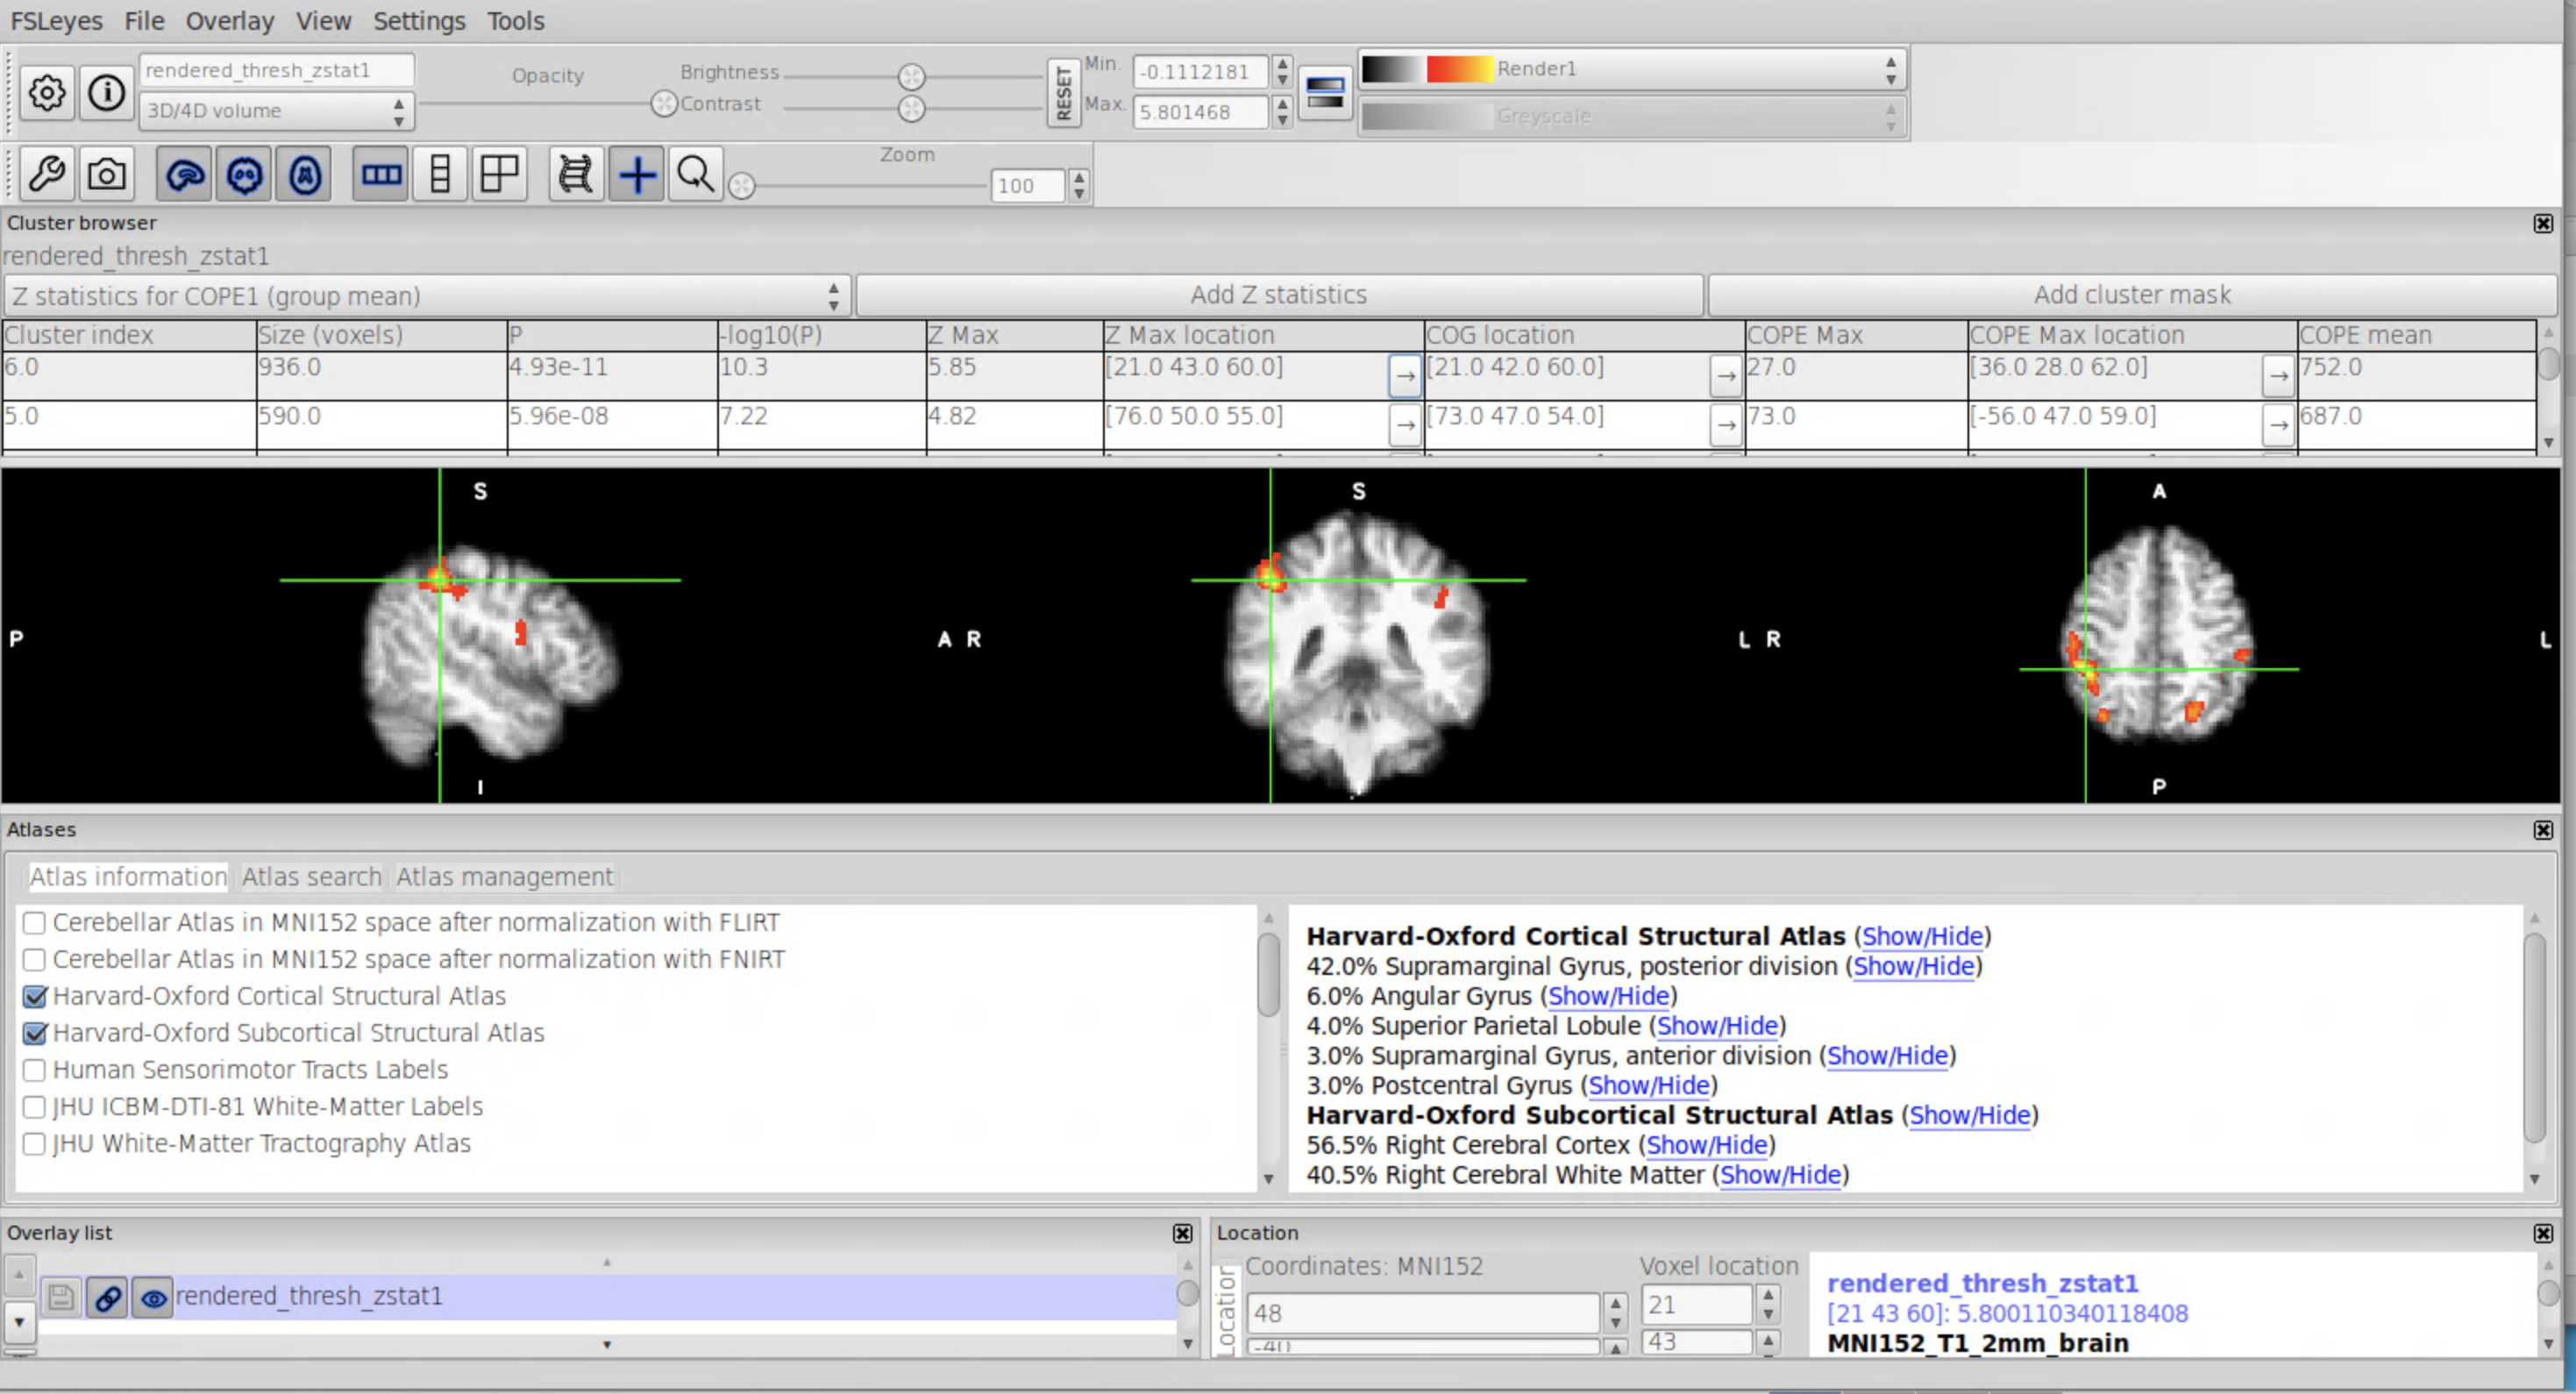 FSLeyes File Overlay View Settings Tools
rendered_thresh_zstat1
3D/4D volume
Opacity
Brightness
Contrast
RESET
Min. -0.1112181
Max. 5.801468
Render1
Greyscale
Zoom
100
Cluster browser
rendered_thresh_zstat1
Z statistics for COPE1 (group mean) Add Z statistics Add cluster mask
Cluster index Size (voxels) P -log10(P) Z Max Z Max location COG location COPE Max COPE Max location COPE mean
6.0 936.0 4.93e-11 10.3 5.85 [21.0 43.0 60.0] → [21.0 42.0 60.0] → 27.0 [36.0 28.0 62.0] → 752.0
5.0 590.0 5.96e-08 7.22 4.82 [76.0 50.0 55.0] → [73.0 47.0 54.0] → 73.0 [-56.0 47.0 59.0] → 687.0
S S A
P A R L R L
I P
Atlases
Atlas information Atlas search Atlas management
Cerebellar Atlas in MNI152 space after normalization with FLIRT
Cerebellar Atlas in MNI152 space after normalization with FNIRT
Harvard-Oxford Cortical Structural Atlas
Harvard-Oxford Subcortical Structural Atlas
Human Sensorimotor Tracts Labels
JHU ICBM-DTI-81 White-Matter Labels
JHU White-Matter Tractography Atlas
Harvard-Oxford Cortical Structural Atlas (Show/Hide)
42.0% Supramarginal Gyrus, posterior division (Show/Hide)
6.0% Angular Gyrus (Show/Hide)
4.0% Superior Parietal Lobule (Show/Hide)
3.0% Supramarginal Gyrus, anterior division (Show/Hide)
3.0% Postcentral Gyrus (Show/Hide)
Harvard-Oxford Subcortical Structural Atlas (Show/Hide)
56.5% Right Cerebral Cortex (Show/Hide)
40.5% Right Cerebral White Matter (Show/Hide)
Overlay list
rendered_thresh_zstat1
Location
Location
Coordinates: MNI152
48
-40
Voxel location
21
43
rendered_thresh_zstat1
[21 43 60]: 5.800110340118408
MNI152_T1_2mm_brain